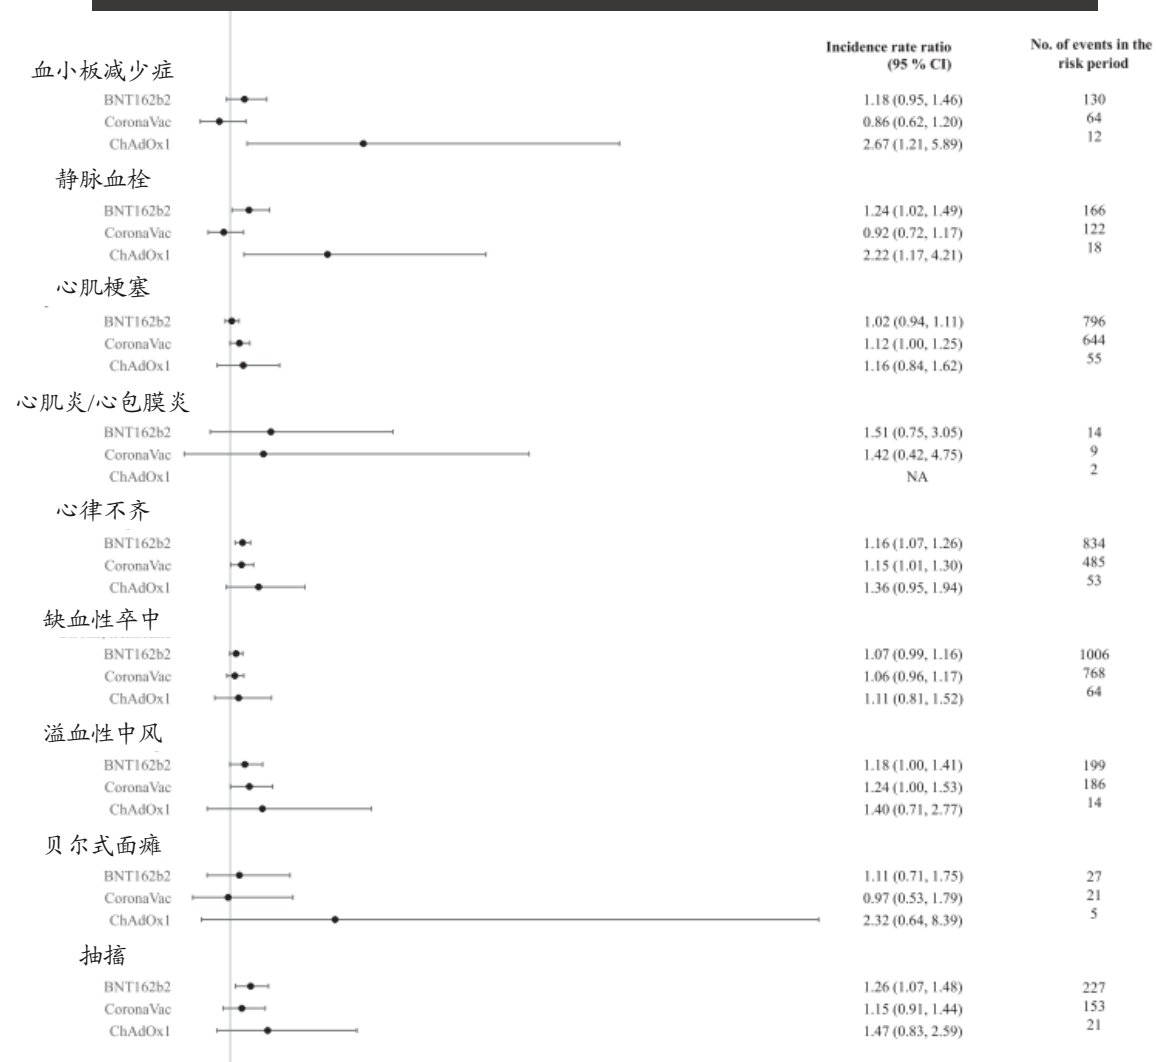 Incidence rate ratio No. of events in the
(95 % CI) risk period
血小板减少症
BNT162b2 1.18 (0.95, 1.46) 130
CoronaVac 0.86 (0.62, 1.20) 64
ChAdOx1 2.67 (1.21, 5.89) 12
静脉血栓
BNT162b2 1.24 (1.02, 1.49) 166
CoronaVac 0.92 (0.72, 1.17) 122
ChAdOx1 2.22 (1.17, 4.21) 18
心肌梗塞
BNT162b2 1.02 (0.94, 1.11) 796
CoronaVac 1.12 (1.00, 1.25) 644
ChAdOx1 1.16 (0.84, 1.62) 55
心肌炎/心包膜炎
BNT162b2 1.51 (0.75, 3.05) 14
CoronaVac 1.42 (0.42, 4.75) 9
ChAdOx1 NA 2
心律不齐
BNT162b2 1.16 (1.07, 1.26) 834
CoronaVac 1.15 (1.01, 1.30) 485
ChAdOx1 1.36 (0.95, 1.94) 53
缺血性卒中
BNT162b2 1.07 (0.99, 1.16) 1006
CoronaVac 1.06 (0.96, 1.17) 768
ChAdOx1 1.11 (0.81, 1.52) 64
溢血性中风
BNT162b2 1.18 (1.00, 1.41) 199
CoronaVac 1.24 (1.00, 1.53) 186
ChAdOx1 1.40 (0.71, 2.77) 14
贝尔式面瘫
BNT162b2 1.11 (0.71, 1.75) 27
CoronaVac 0.97 (0.53, 1.79) 21
ChAdOx1 2.32 (0.64, 8.39) 5
抽搐
BNT162b2 1.26 (1.07, 1.48) 227
CoronaVac 1.15 (0.91, 1.44) 153
ChAdOx1 1.47 (0.83, 2.59) 21